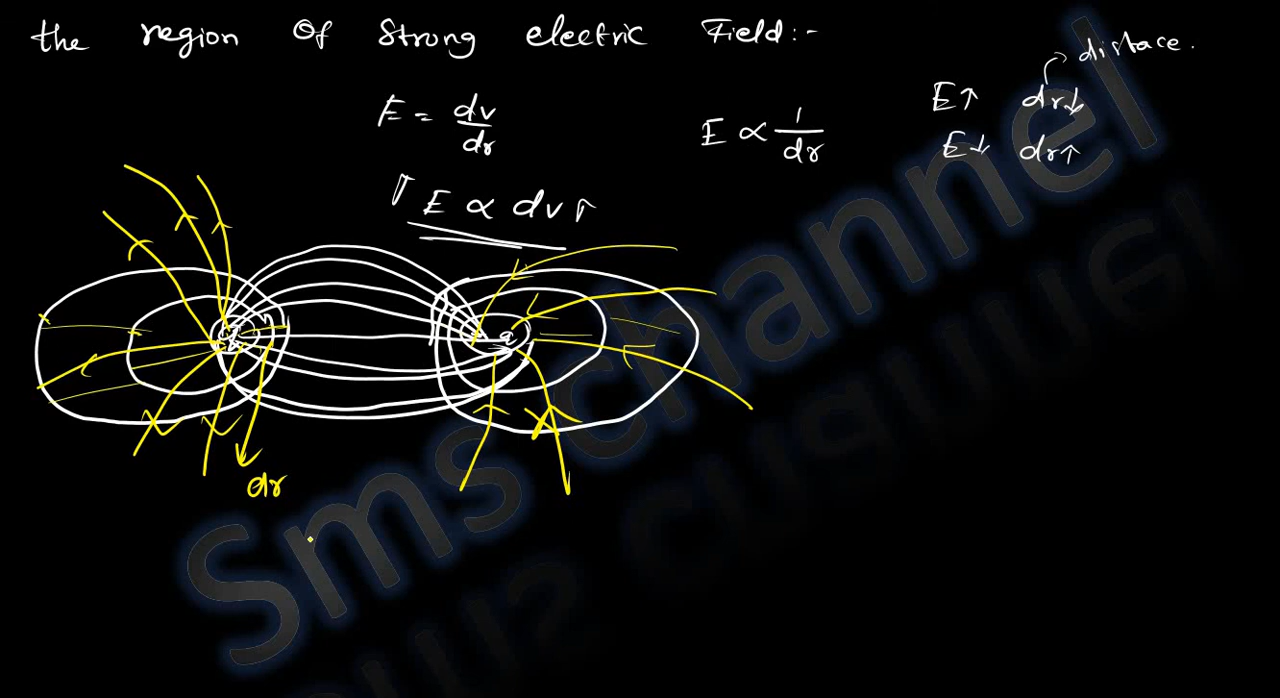 the region Of Strong electric Field:-
distace.
E = dv/dr
E ∝ 1/dr
E↑ dr↓
E↓ dr↑
↑ E ∝ dv ↑
a
dr
Sms channel